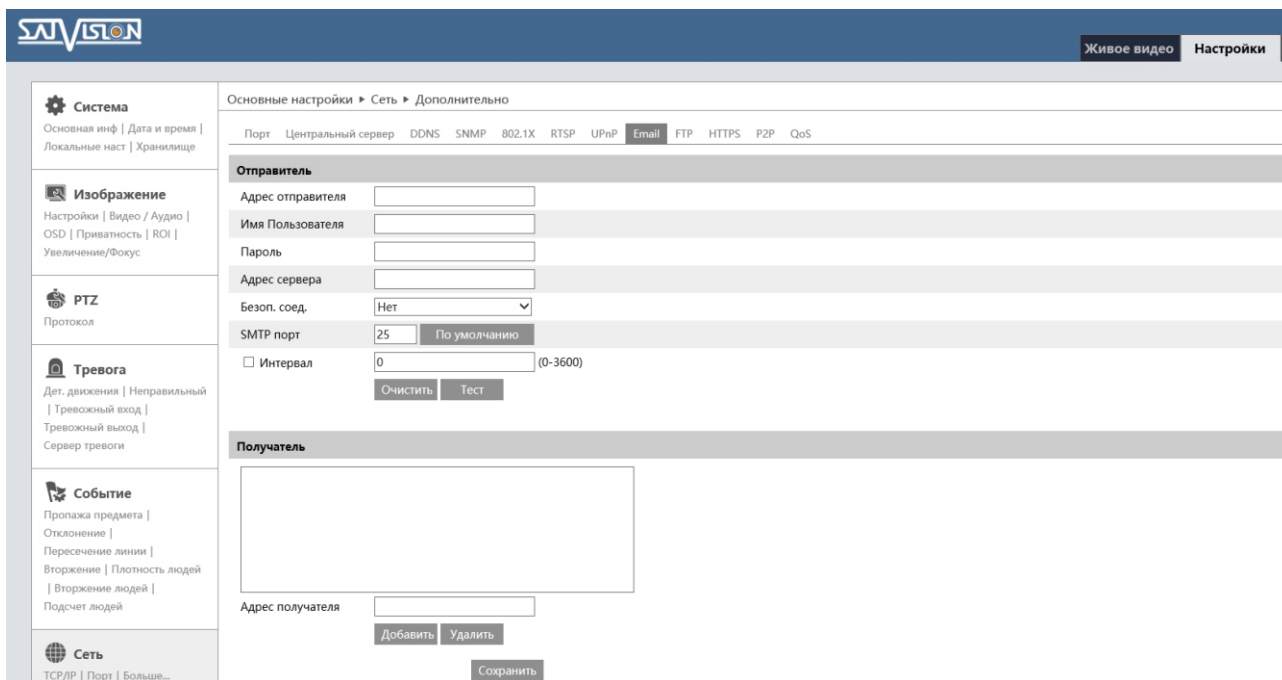 SATVISION
Живое видео
Настройки
Система
Основная инф | Дата и время |
Локальные наст | Хранилище
Изображение
Настройки | Видео / Аудио |
OSD | Приватность | ROI |
Увеличение/Фокус
PTZ
Протокол
Тревога
Дет. движения | Неправильный
| Тревожный вход |
Тревожный выход |
Сервер тревоги
Событие
Пропажа предмета |
Отклонение |
Пересечение линии |
Вторжение | Плотность людей
| Вторжение людей |
Подсчет людей
Сеть
TCP/IP | Порт | Больше...
Основные настройки ▸ Сеть ▸ Дополнительно
Порт Центральный сервер DDNS SNMP 802.1X RTSP UPnP Email FTP HTTPS P2P QoS
Отправитель
Адрес отправителя
Имя Пользователя
Пароль
Адрес сервера
Безоп. соед. Нет
SMTP порт 25 По умолчанию
Интервал 0 (0-3600)
Очистить Тест
Получатель
Адрес получателя
Добавить Удалить
Сохранить